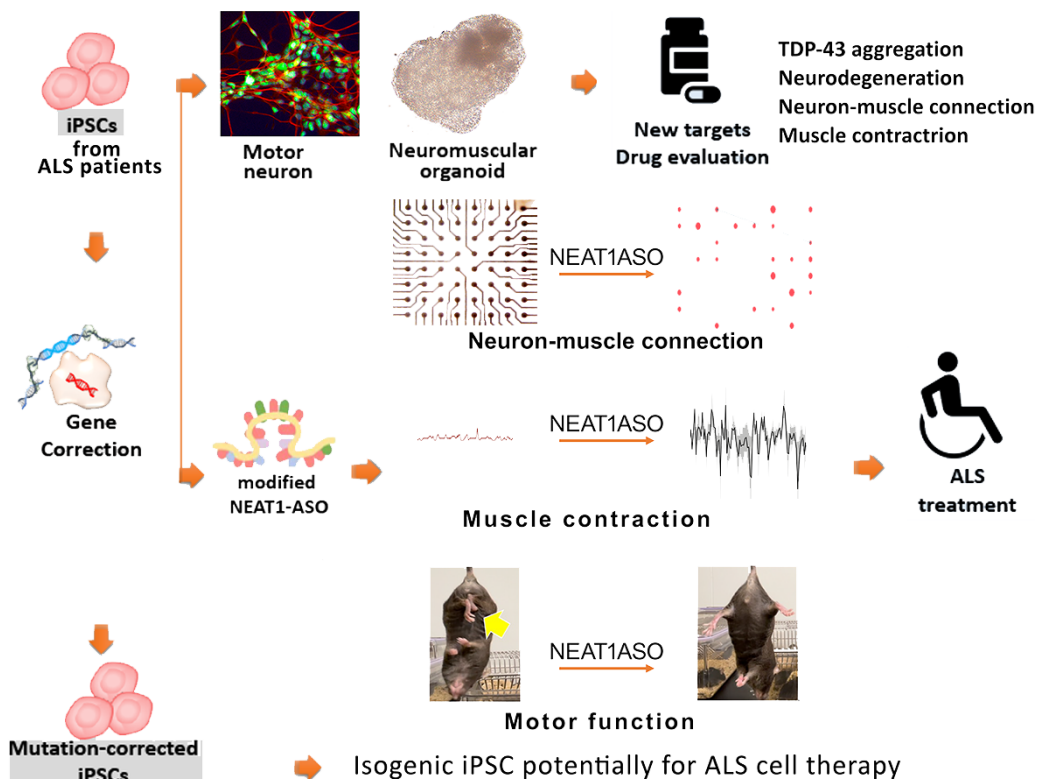 iPSCs
from
ALS patients
Motor
neuron
Neuromuscular
organoid
New targets
Drug evaluation
TDP-43 aggregation
Neurodegeneration
Neuron-muscle connection
Muscle contractrion
NEAT1ASO
Neuron-muscle connection
Gene
Correction
modified
NEAT1-ASO
NEAT1ASO
Muscle contraction
ALS
treatment
NEAT1ASO
Motor function
Mutation-corrected
iPSCs
Isogenic iPSC potentially for ALS cell therapy